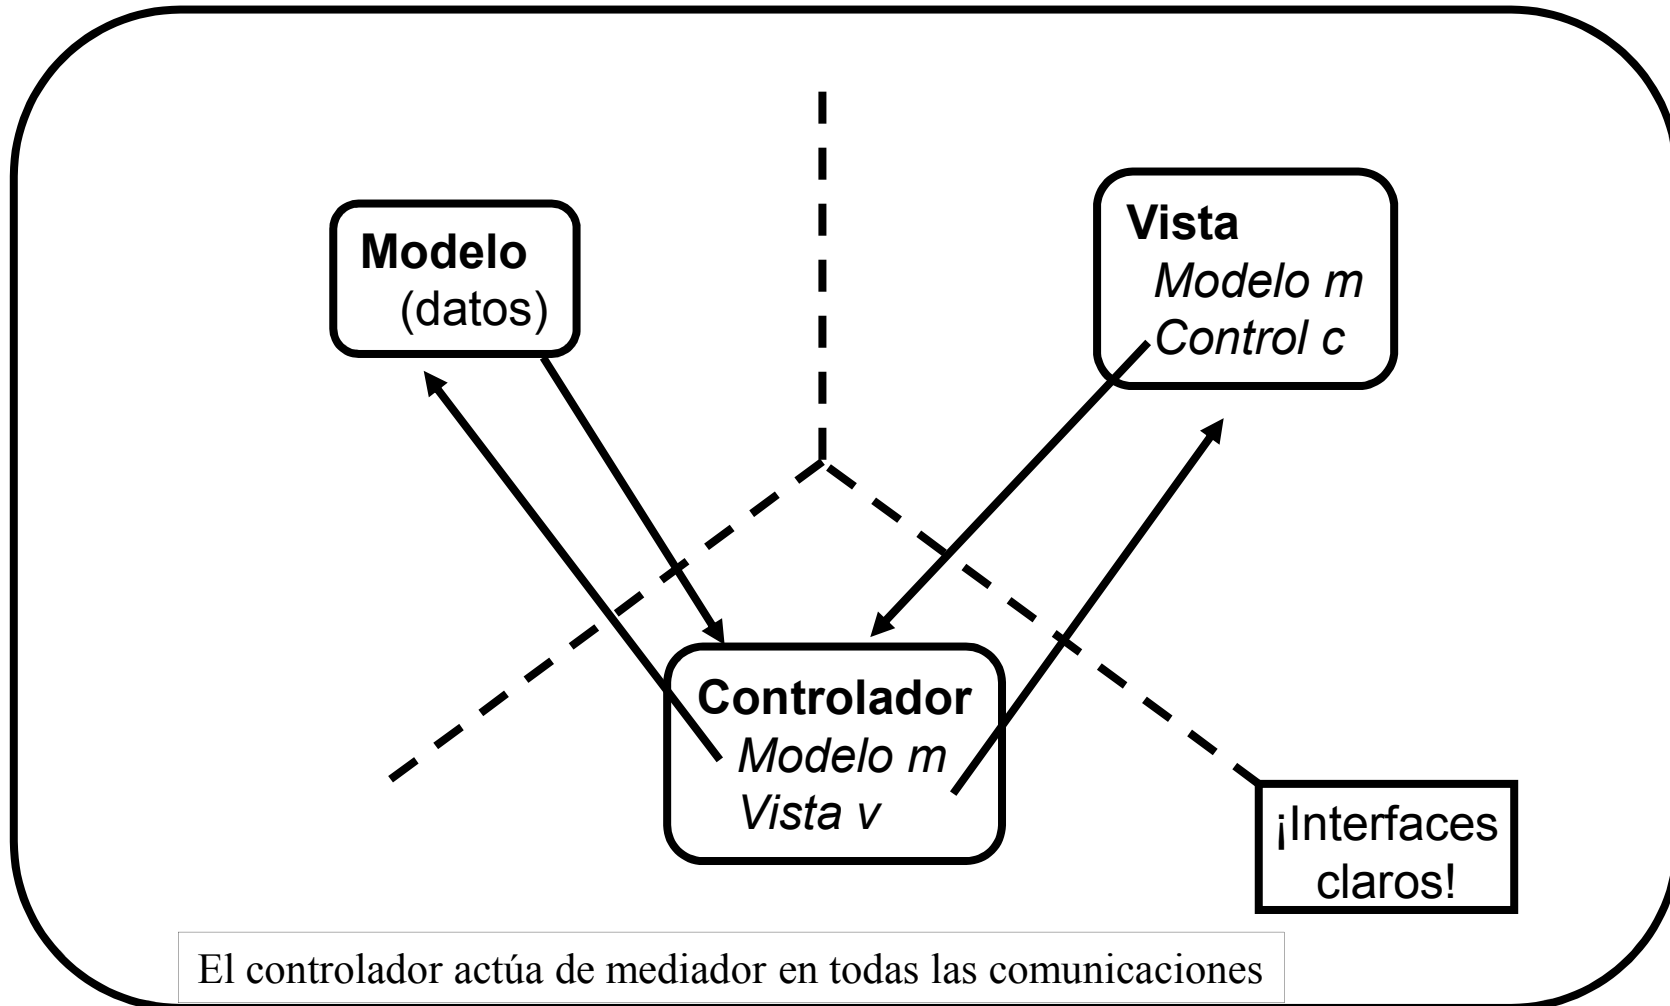 Modelo
(datos)
Vista
Modelo m
Control c
Controlador
Modelo m
Vista v
¡Interfaces
claros!
El controlador actúa de mediador en todas las comunicaciones